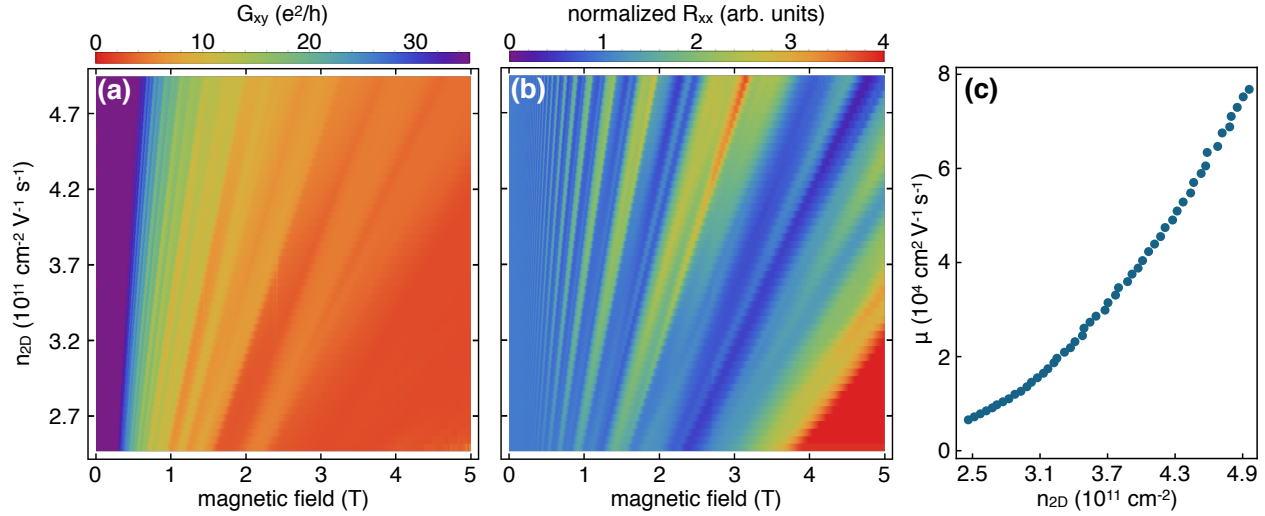 G_xy (e²/h)
0 10 20 30
(a)
4.7
4.2
3.7
3.2
2.7
n_2D (10¹¹ cm⁻² V⁻¹ s⁻¹)
0 1 2 3 4 5
magnetic field (T)
normalized R_xx (arb. units)
0 1 2 3 4
(b)
0 1 2 3 4 5
magnetic field (T)
(c)
8
6
4
2
0
μ (10⁴ cm² V⁻¹ s⁻¹)
2.5 3.1 3.7 4.3 4.9
n_2D (10¹¹ cm⁻²)